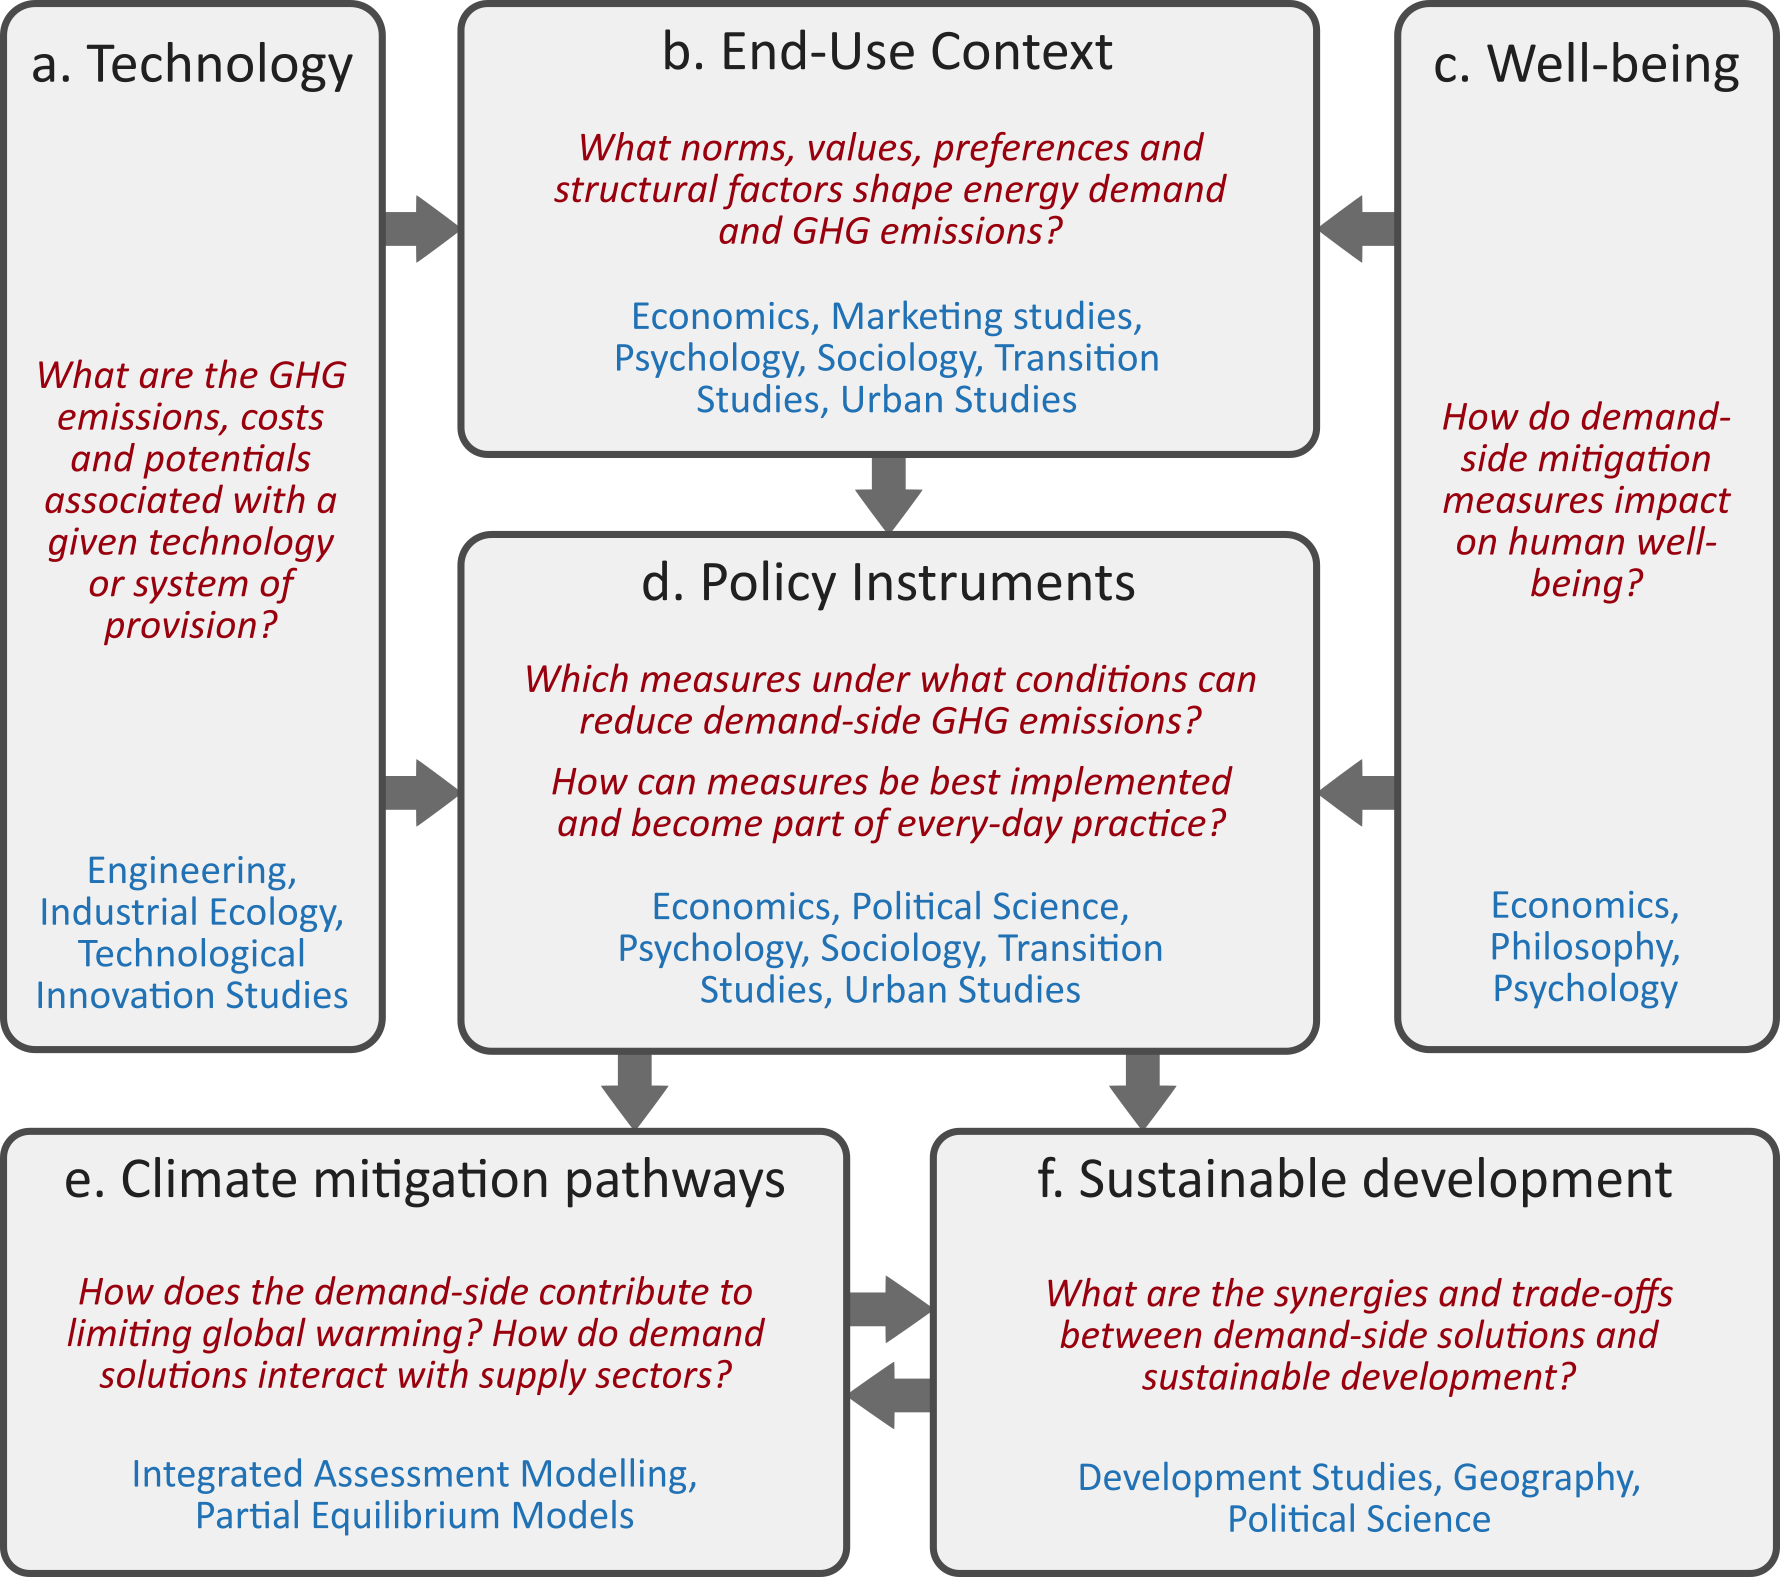 a. Technology
What are the GHG
emissions, costs
and potentials
associated with a
given technology
or system of
provision?
Engineering,
Industrial Ecology,
Technological
Innovation Studies
b. End-Use Context
What norms, values, preferences and
structural factors shape energy demand
and GHG emissions?
Economics, Marketing studies,
Psychology, Sociology, Transition
Studies, Urban Studies
c. Well-being
How do demand-
side mitigation
measures impact
on human well-
being?
Economics,
Philosophy,
Psychology
d. Policy Instruments
Which measures under what conditions can
reduce demand-side GHG emissions?
How can measures be best implemented
and become part of every-day practice?
Economics, Political Science,
Psychology, Sociology, Transition
Studies, Urban Studies
e. Climate mitigation pathways
How does the demand-side contribute to
limiting global warming? How do demand
solutions interact with supply sectors?
Integrated Assessment Modelling,
Partial Equilibrium Models
f. Sustainable development
What are the synergies and trade-offs
between demand-side solutions and
sustainable development?
Development Studies, Geography,
Political Science